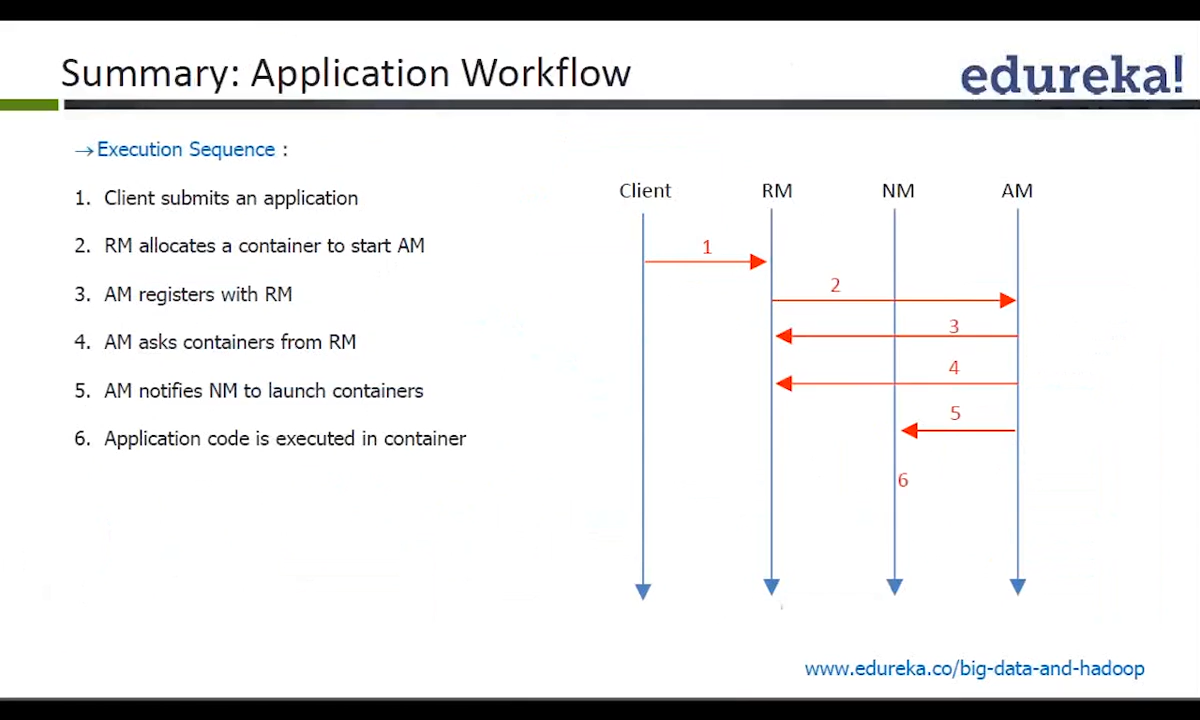 Summary: Application Workflow
edureka!
→Execution Sequence :
1. Client submits an application
2. RM allocates a container to start AM
3. AM registers with RM
4. AM asks containers from RM
5. AM notifies NM to launch containers
6. Application code is executed in container
Client RM NM AM
1
2
3
4
5
6
www.edureka.co/big-data-and-hadoop